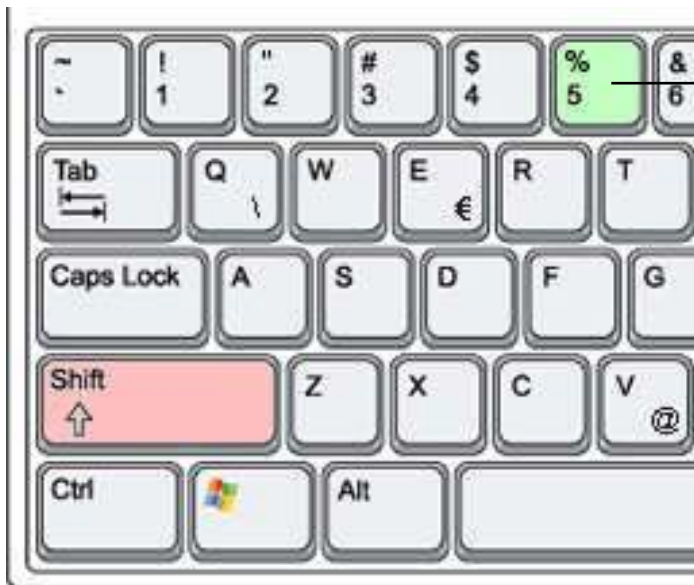 ~ ! " # $ % &
` 1 2 3 4 5 6
Tab Q \ W E € R T
Caps Lock A S D F G
Shift Z X C V @
Ctrl Alt